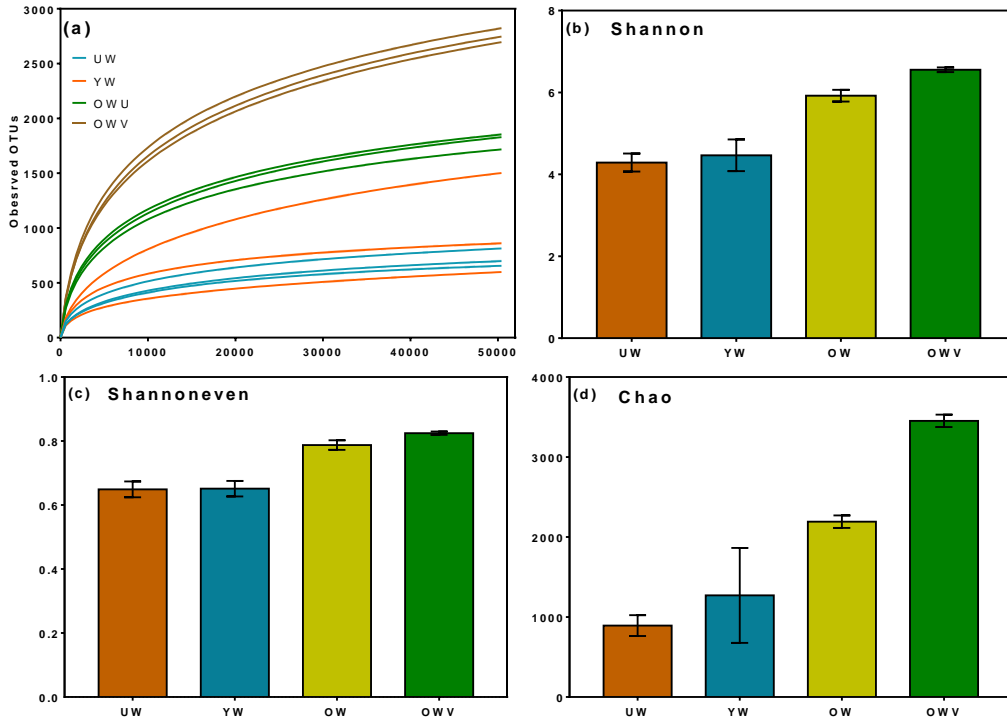 (a)
3000
2500
2000
1500
1000
500
0
Obesrved OTUs
UW
YW
OWU
OWV
0 10000 20000 30000 40000 50000
(b) Shannon
8
6
4
2
0
UW YW OW OWV
(c) Shannoneven
1.0
0.8
0.6
0.4
0.2
0.0
UW YW OW OWV
(d) Chao
4000
3000
2000
1000
0
UW YW OW OWV